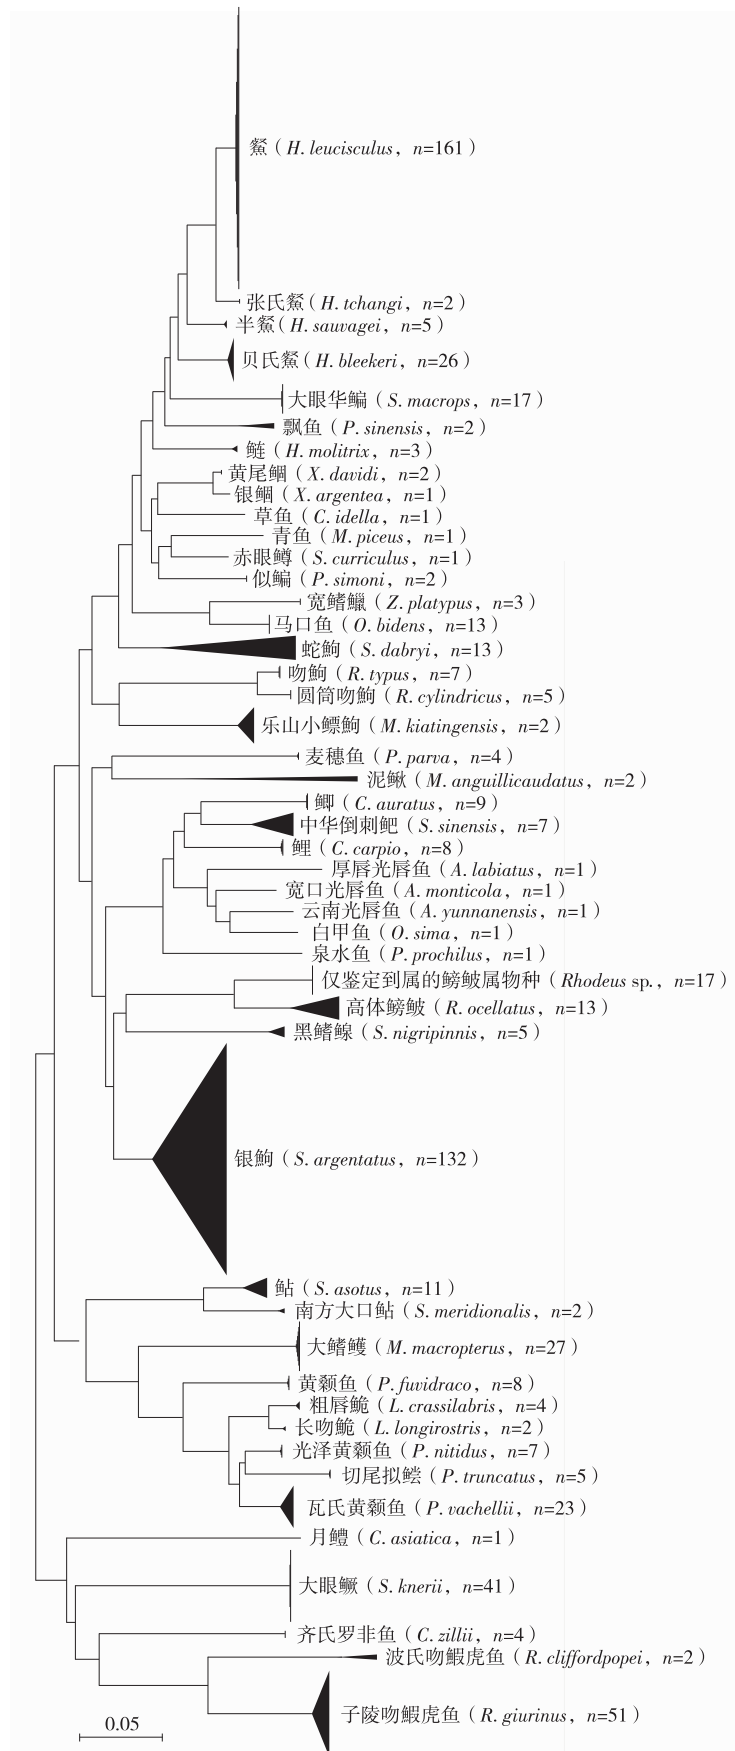 䱗（H. leucisculus，n=161）
张氏䱗（H. tchangi，n=2）
半䱗（H. sauvagei，n=5）
贝氏䱗（H. bleekeri，n=26）
大眼华鳊（S. macrops，n=17）
飘鱼（P. sinensis，n=2）
鲢（H. molitrix，n=3）
黄尾鲴（X. davidi，n=2）
银鲴（X. argentea，n=1）
草鱼（C. idella，n=1）
青鱼（M. piceus，n=1）
赤眼鳟（S. curriculus，n=1）
似鳊（P. simoni，n=2）
宽鳍鱲（Z. platypus，n=3）
马口鱼（O. bidens，n=13）
蛇鮈（S. dabryi，n=13）
吻鮈（R. typus，n=7）
圆筒吻鮈（R. cylindricus，n=5）
乐山小鳔鮈（M. kiatingensis，n=2）
麦穗鱼（P. parva，n=4）
泥鳅（M. anguillicaudatus，n=2）
鲫（C. auratus，n=9）
中华倒刺鲃（S. sinensis，n=7）
鲤（C. carpio，n=8）
厚唇光唇鱼（A. labiatus，n=1）
宽口光唇鱼（A. monticola，n=1）
云南光唇鱼（A. yunnanensis，n=1）
白甲鱼（O. sima，n=1）
泉水鱼（P. prochilus，n=1）
仅鉴定到属的鳑鲏属物种（Rhodeus sp.，n=17）
高体鳑鲏（R. ocellatus，n=13）
黑鳍鳈（S. nigripinnis，n=5）
银鮈（S. argentatus，n=132）
鲇（S. asotus，n=11）
南方大口鲇（S. meridionalis，n=2）
大鳍鳠（M. macropterus，n=27）
黄颡鱼（P. fuvidraco，n=8）
粗唇鮠（L. crassilabris，n=4）
长吻鮠（L. longirostris，n=2）
光泽黄颡鱼（P. nitidus，n=7）
切尾拟鲿（P. truncatus，n=5）
瓦氏黄颡鱼（P. vachellii，n=23）
月鳢（C. asiatica，n=1）
大眼鳜（S. knerii，n=41）
齐氏罗非鱼（C. zillii，n=4）
波氏吻鰕虎鱼（R. cliffordpopei，n=2）
子陵吻鰕虎鱼（R. giurinus，n=51）
0.05